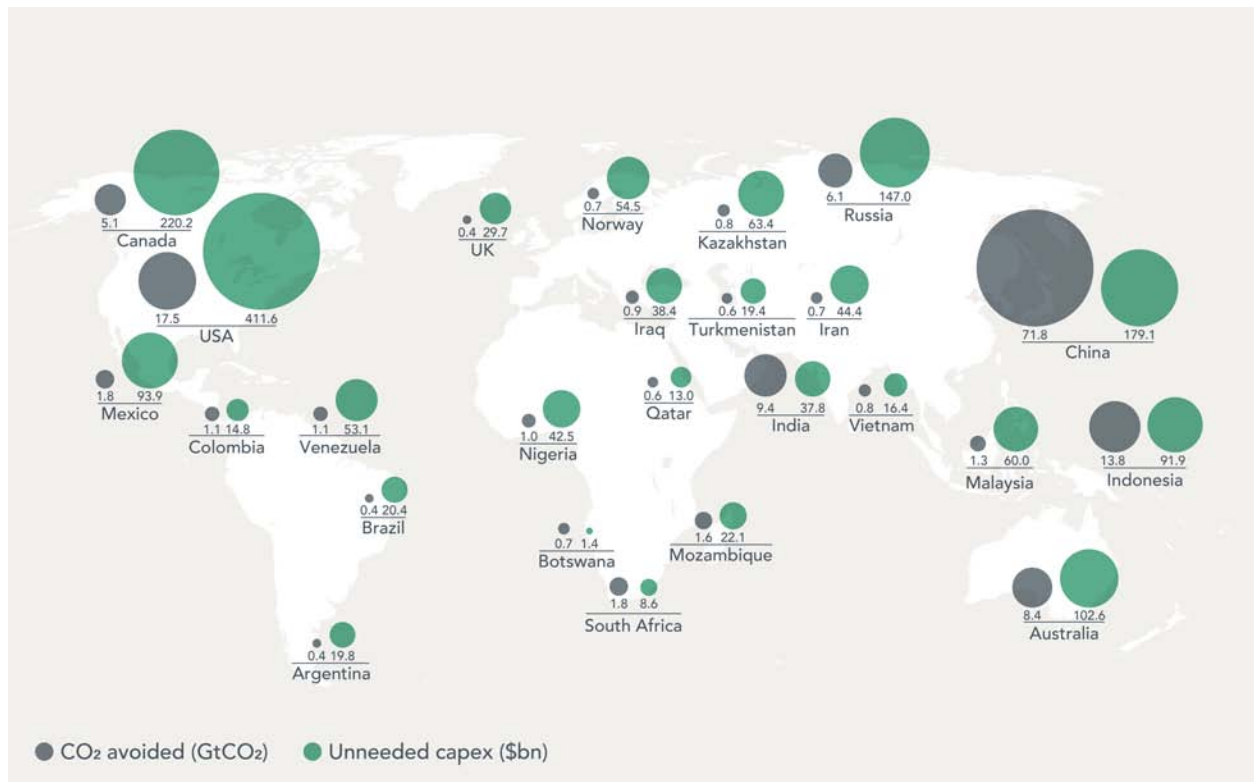 5.1 220.2
Canada
17.5 411.6
USA
1.8 93.9
Mexico
1.1 14.8
Colombia
1.1 53.1
Venezuela
0.4 20.4
Brazil
0.4 19.8
Argentina
0.4 29.7
UK
0.7 54.5
Norway
0.8 63.4
Kazakhstan
6.1 147.0
Russia
0.9 38.4
Iraq
0.6 19.4
Turkmenistan
0.7 44.4
Iran
71.8 179.1
China
0.6 13.0
Qatar
9.4 37.8
India
0.8 16.4
Vietnam
1.0 42.5
Nigeria
1.3 60.0
Malaysia
13.8 91.9
Indonesia
0.7 1.4
Botswana
1.6 22.1
Mozambique
1.8 8.6
South Africa
8.4 102.6
Australia
CO₂ avoided (GtCO₂) Unneeded capex ($bn)